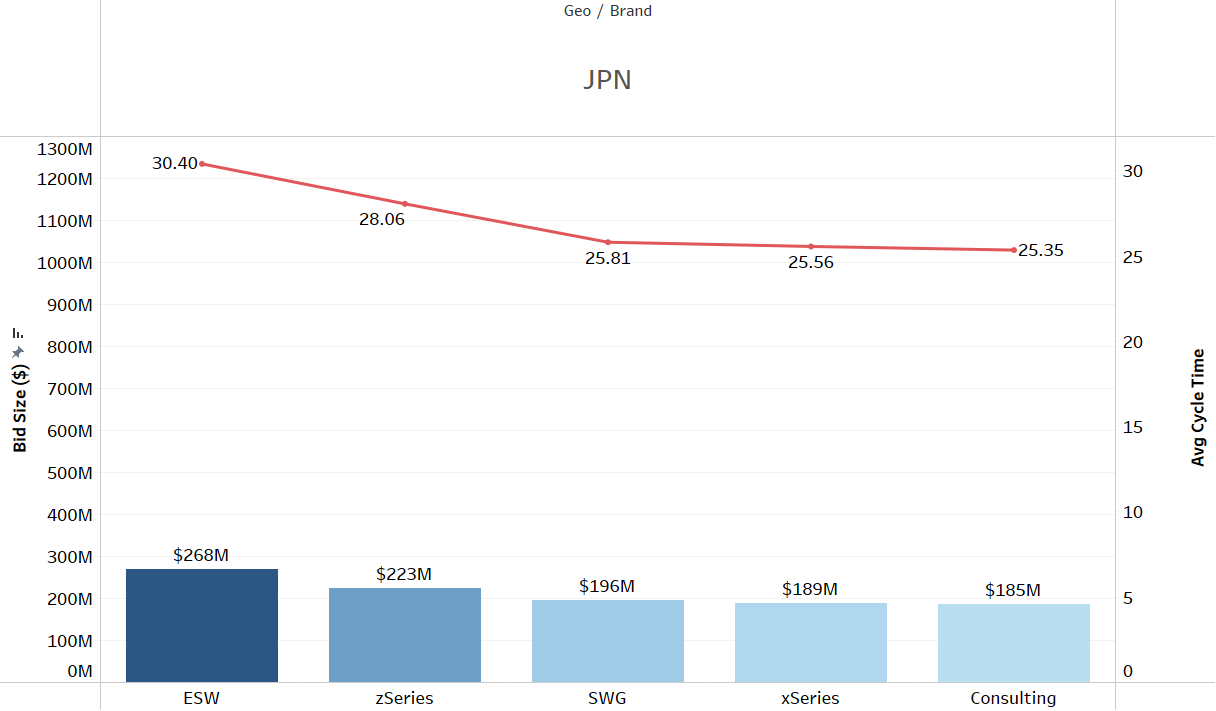 Geo / Brand
JPN
Bid Size ($)
1300M
1200M
1100M
1000M
900M
800M
700M
600M
500M
400M
300M
200M
100M
0M
30.40
28.06
25.81
25.56
25.35
$268M
$223M
$196M
$189M
$185M
ESW
zSeries
SWG
xSeries
Consulting
30
25
20
15
10
5
0
Avg Cycle Time